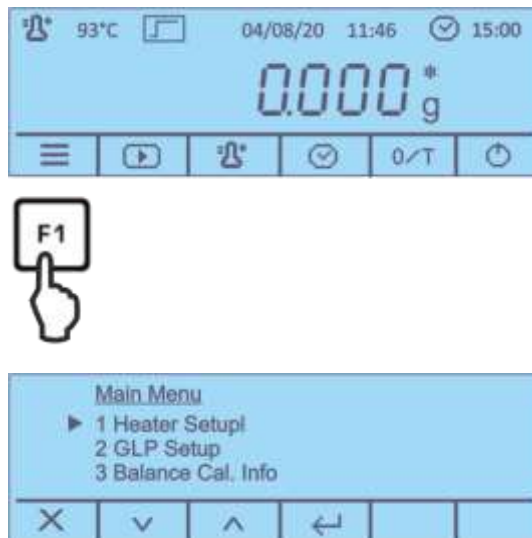 93°C 04/08/20 11:46 15:00
0.000 * g
0/T
F1
Main Menu
1 Heater Setupl
2 GLP Setup
3 Balance Cal. Info